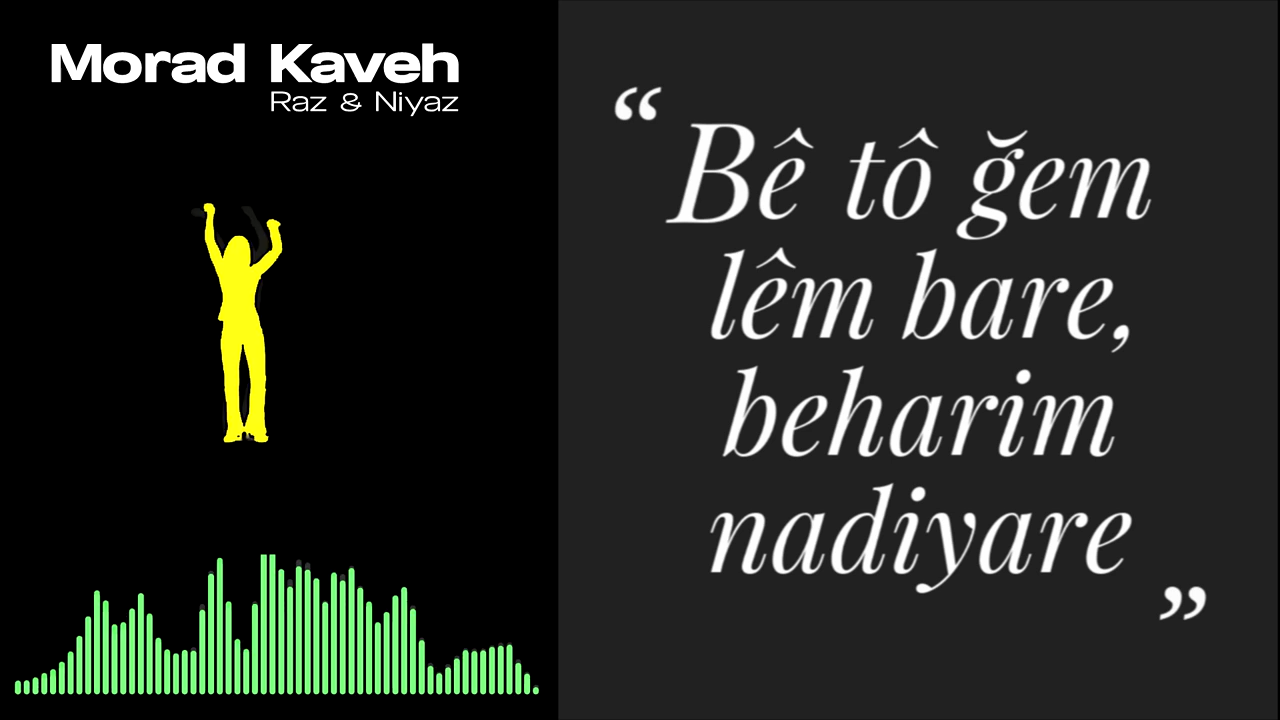 Morad Kaveh
Raz & Niyaz
“Bê tô ğem
lêm bare,
beharim
nadiyare”